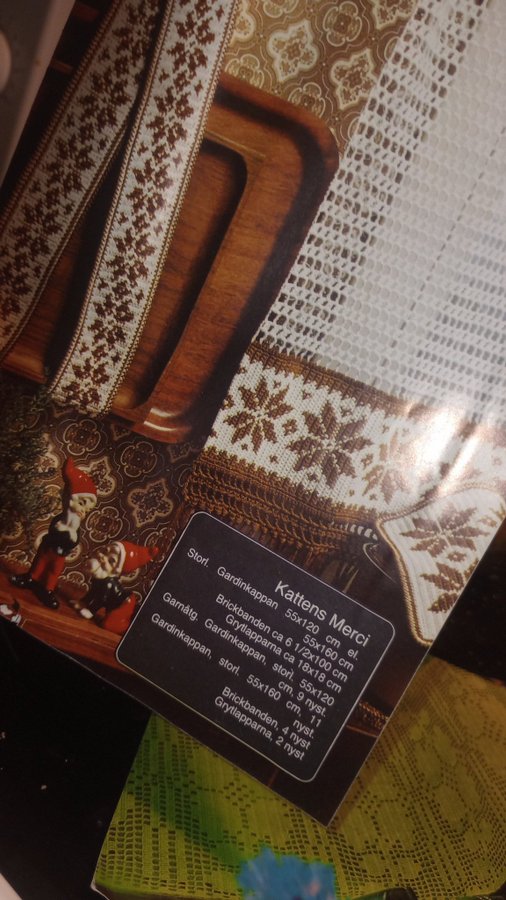 Kattens Merci
Storl. Gardinkappan 55x120 cm el.
55x160 cm
Brickbanden ca 6 1/2x100 cm
Grytlapparna ca 18x18 cm
Garnåtg. Gardinkappan, storl. 55x120
cm, 9 nyst.
Gardinkappan, storl. 55x160 cm 11
nyst.
Brickbanden, 4 nyst
Grytlapparna, 2 nyst